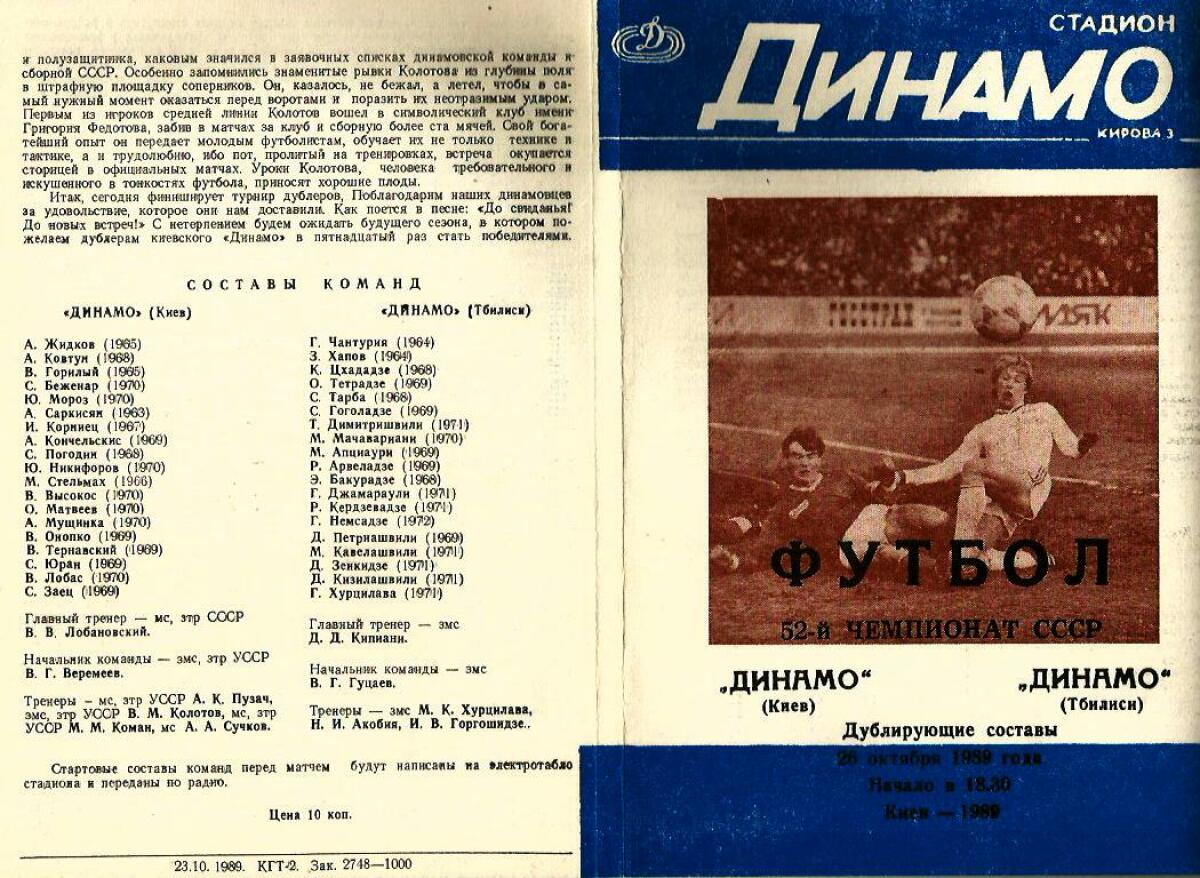 и полузащитника, каковым значился в заявочных списках динамовской команды и
сборной СССР. Особенно запомнились знаменитые рывки Колотова из глубины поля
в штрафную площадку соперников. Он, казалось, не бежал, а летел, чтобы в са-
мый нужный момент оказаться перед воротами и поразить их неотразимым ударом.
Первым из игроков средней линии Колотов вошел в символический клуб имени
Григория Федотова, забив в матчах за клуб и сборную более ста мячей. Свой бога-
тейший опыт он передает молодым футболистам, обучает их не только технике и
тактике, а и трудолюбию, ибо пот, пролитый на тренировках, встреча окупается
сторицей в официальных матчах. Уроки Колотова, человека требовательного и
искушенного в тонкостях футбола, приносят хорошие плоды.
Итак, сегодня финиширует турнир дублеров, Поблагодарим наших динамовцев
за удовольствие, которое они нам доставили. Как поется в песне: «До свиданья!
До новых встреч!» С нетерпением будем ожидать будущего сезона, в котором по-
желаем дублерам киевского «Динамо» в пятнадцатый раз стать победителями.
СОСТАВЫ КОМАНД
«ДИНАМО» (Киев)
А. Жидков (1965)
А. Ковтун (1968)
В. Горилый (1965)
С. Беженар (1970)
Ю. Мороз (1970)
А. Саркисян (1963)
И. Корниец (1967)
А. Кончельскис (1969)
С. Погодин (1968)
Ю. Никифоров (1970)
М. Стельмах (1966)
В. Высокос (1970)
О. Матвеев (1970)
А. Мущинка (1970)
В. Онопко (1969)
В. Тернавский (1969)
С. Юран (1969)
В. Лобас (1970)
С. Заец (1969)
Главный тренер — мс, зтр СССР
В. В. Лобановский.
Начальник команды — змс, зтр УССР
В. Г. Веремеев.
Тренеры — мс, зтр УССР А. К. Пузач,
змс, зтр УССР В. М. Колотов, мс, зтр
УССР М. М. Коман, мс А. А. Сучков.
«ДИНАМО» (Тбилиси)
Г. Чантурия (1964)
З. Хапов (1964)
К. Цхададзе (1968)
О. Тетрадзе (1969)
С. Тарба (1968)
С. Гоголадзе (1969)
Т. Димитришвили (1971)
М. Мачавариани (1970)
М. Апциаури (1969)
Р. Арвеладзе (1969)
Э. Бакурадзе (1968)
Г. Джамараули (1971)
Р. Кердзевадзе (1971)
Г. Немсадзе (1972)
Д. Петриашвили (1969)
М. Кавелашвили (1971)
Д. Зенкидзе (1971)
Д. Кизилашвили (1971)
Г. Хурцилава (1971)
Главный тренер — змс
Д. Д. Кипиани.
Начальник команды — змс
В. Г. Гуцаев.
Тренеры — змс М. К. Хурцилава,
Н. И. Акобия, И. В. Горгошидзе..
Стартовые составы команд перед матчем будут написаны на электротабло
стадиона и переданы по радио.
Цена 10 коп.
23.10. 1989. КГТ-2. Зак. 2748—1000
Д
СТАДИОН
ДИНАМО
КИРОВА 3
МАЯК
ФУТБОЛ
52-й ЧЕМПИОНАТ СССР
„ДИНАМО“
(Киев)
„ДИНАМО“
(Тбилиси)
Дублирующие составы
26 октября 1989 года
Начало в 18.30
Киев — 1989